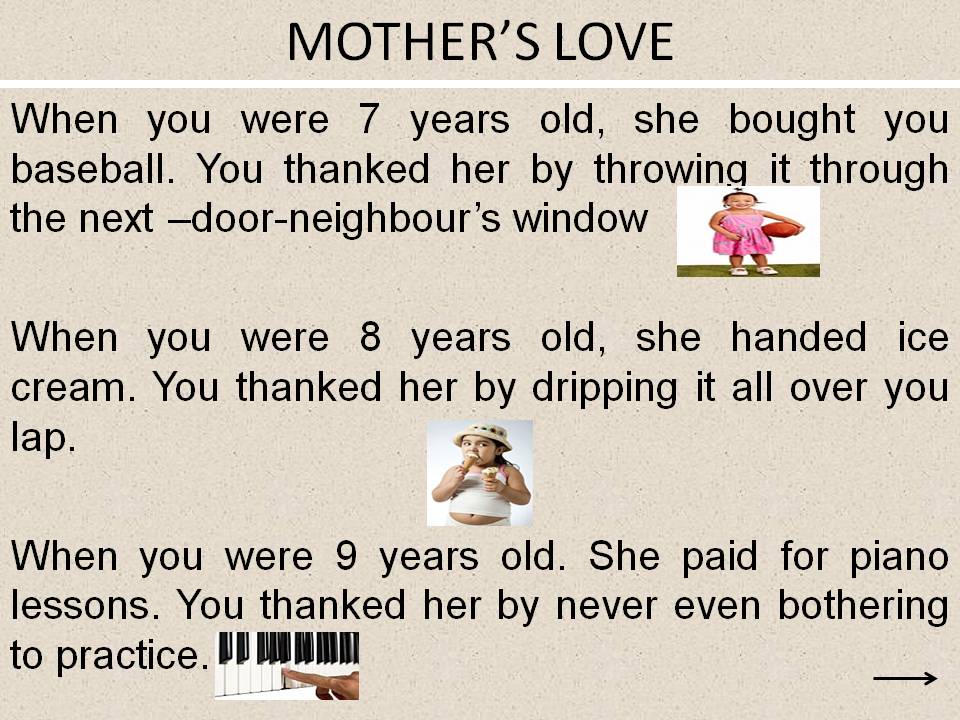 MOTHER’S LOVE
When you were 7 years old, she bought you
baseball. You thanked her by throwing it through
the next –door-neighbour’s window
When you were 8 years old, she handed ice
cream. You thanked her by dripping it all over you
lap.
When you were 9 years old. She paid for piano
lessons. You thanked her by never even bothering
to practice.